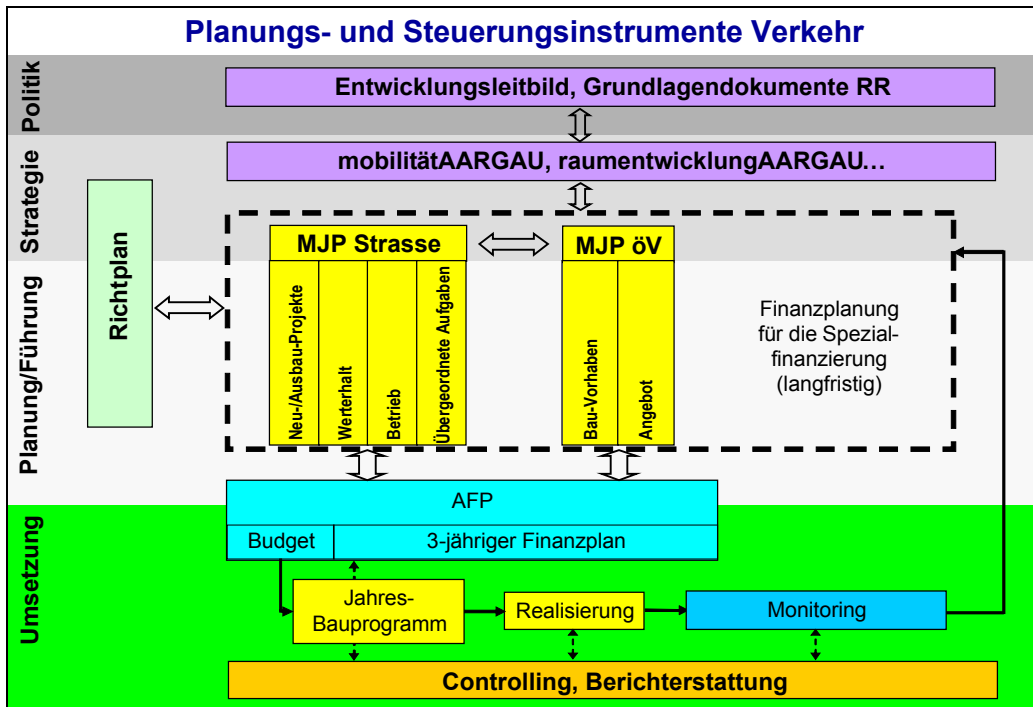 Planungs- und Steuerungsinstrumente Verkehr
Politik
Entwicklungsleitbild, Grundlagendokumente RR
Strategie
mobilitätAARGAU, raumentwicklungAARGAU...
Richtplan
MJP Strasse
MJP öV
Planung/Führung
Neu-/Ausbau-Projekte
Werterhalt
Betrieb
Übergeordnete Aufgaben
Bau-Vorhaben
Angebot
Finanzplanung
für die Spezial-
finanzierung
(langfristig)
AFP
Budget
3-jähriger Finanzplan
Umsetzung
Jahres-
Bauprogramm
Realisierung
Monitoring
Controlling, Berichterstattung